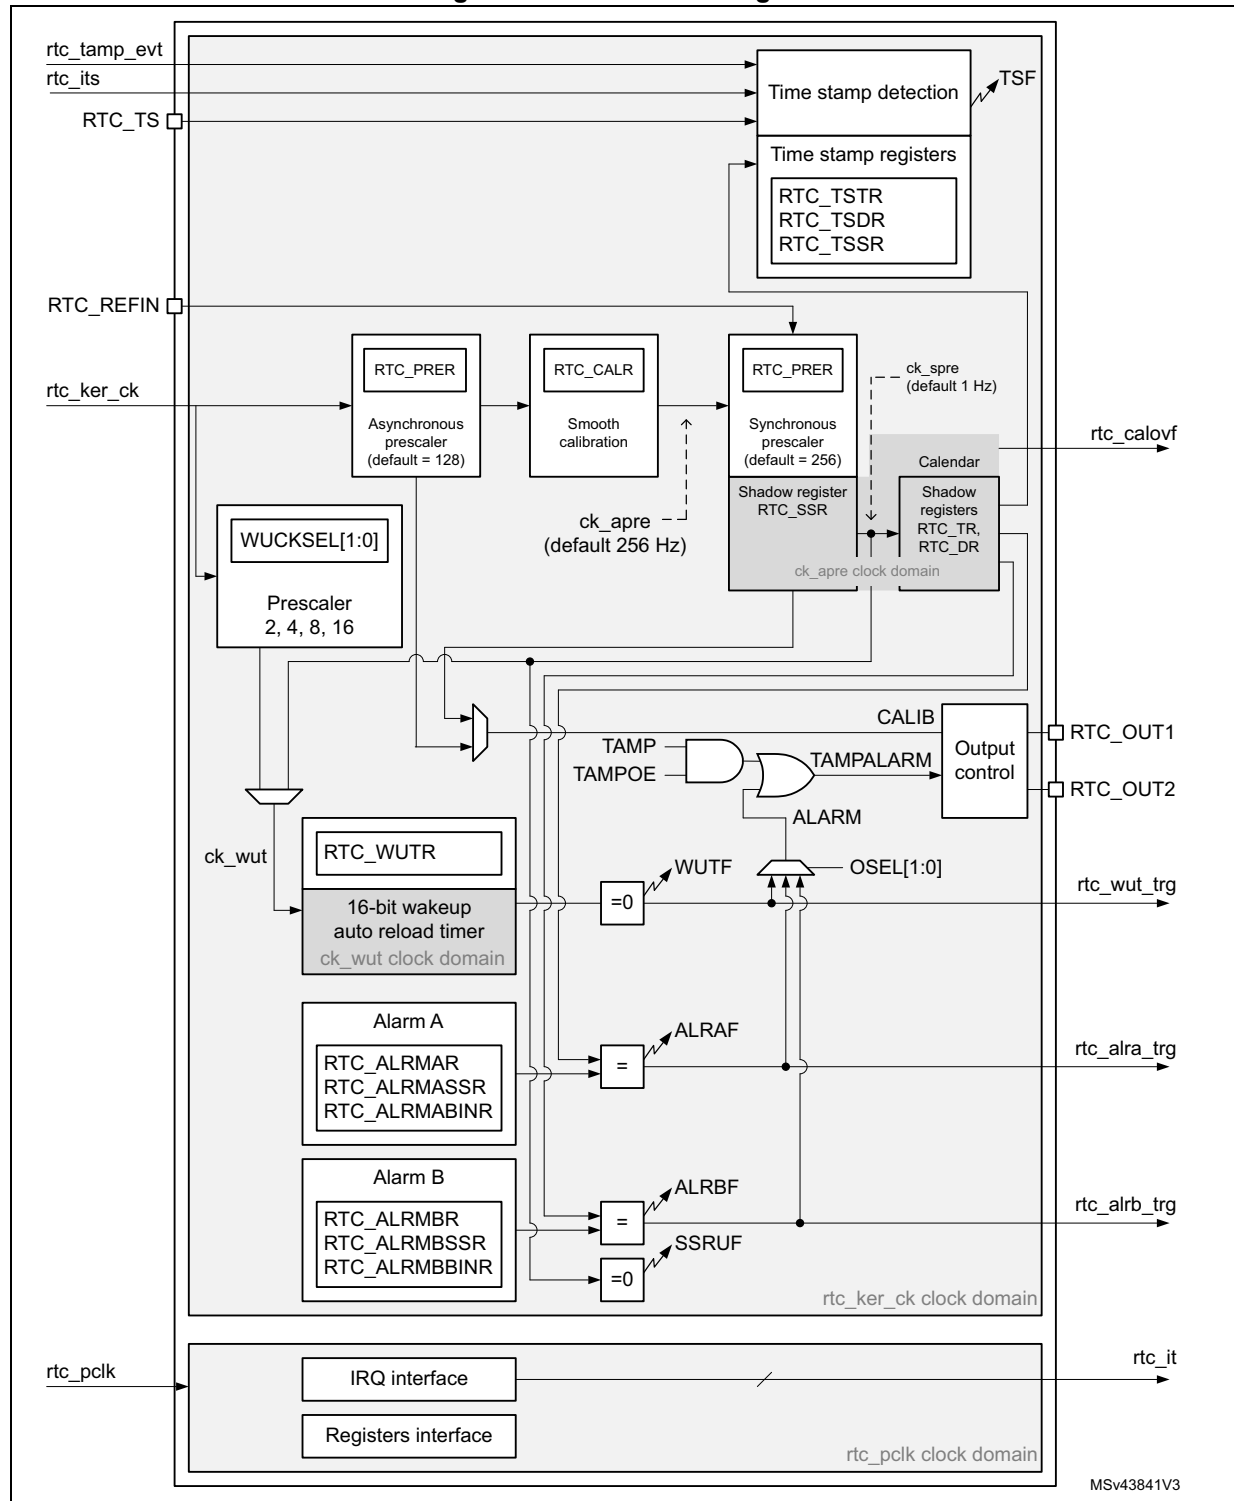 rtc_tamp_evt
rtc_its
RTC_TS
Time stamp detection
TSF
Time stamp registers
RTC_TSTR
RTC_TSDR
RTC_TSSR
RTC_REFIN
rtc_ker_ck
RTC_PRER
Asynchronous
prescaler
(default = 128)
RTC_CALR
Smooth
calibration
RTC_PRER
Synchronous
prescaler
(default = 256)
ck_spre
(default 1 Hz)
rtc_calovf
Calendar
Shadow register
RTC_SSR
Shadow
registers
RTC_TR,
RTC_DR
ck_apre
(default 256 Hz)
ck_apre clock domain
WUCKSEL[1:0]
Prescaler
2, 4, 8, 16
CALIB
TAMP
TAMPOE
TAMPALARM
Output
control
RTC_OUT1
RTC_OUT2
ALARM
OSEL[1:0]
ck_wut
RTC_WUTR
16-bit wakeup
auto reload timer
ck_wut clock domain
=0
WUTF
rtc_wut_trg
Alarm A
RTC_ALRMAR
RTC_ALRMASSR
RTC_ALRMABINR
=
ALRAF
rtc_alra_trg
Alarm B
RTC_ALRMBR
RTC_ALRMBSSR
RTC_ALRMBBINR
=
ALRBF
rtc_alrb_trg
=0
SSRUF
rtc_ker_ck clock domain
rtc_pclk
IRQ interface
rtc_it
Registers interface
rtc_pclk clock domain
MSv43841V3